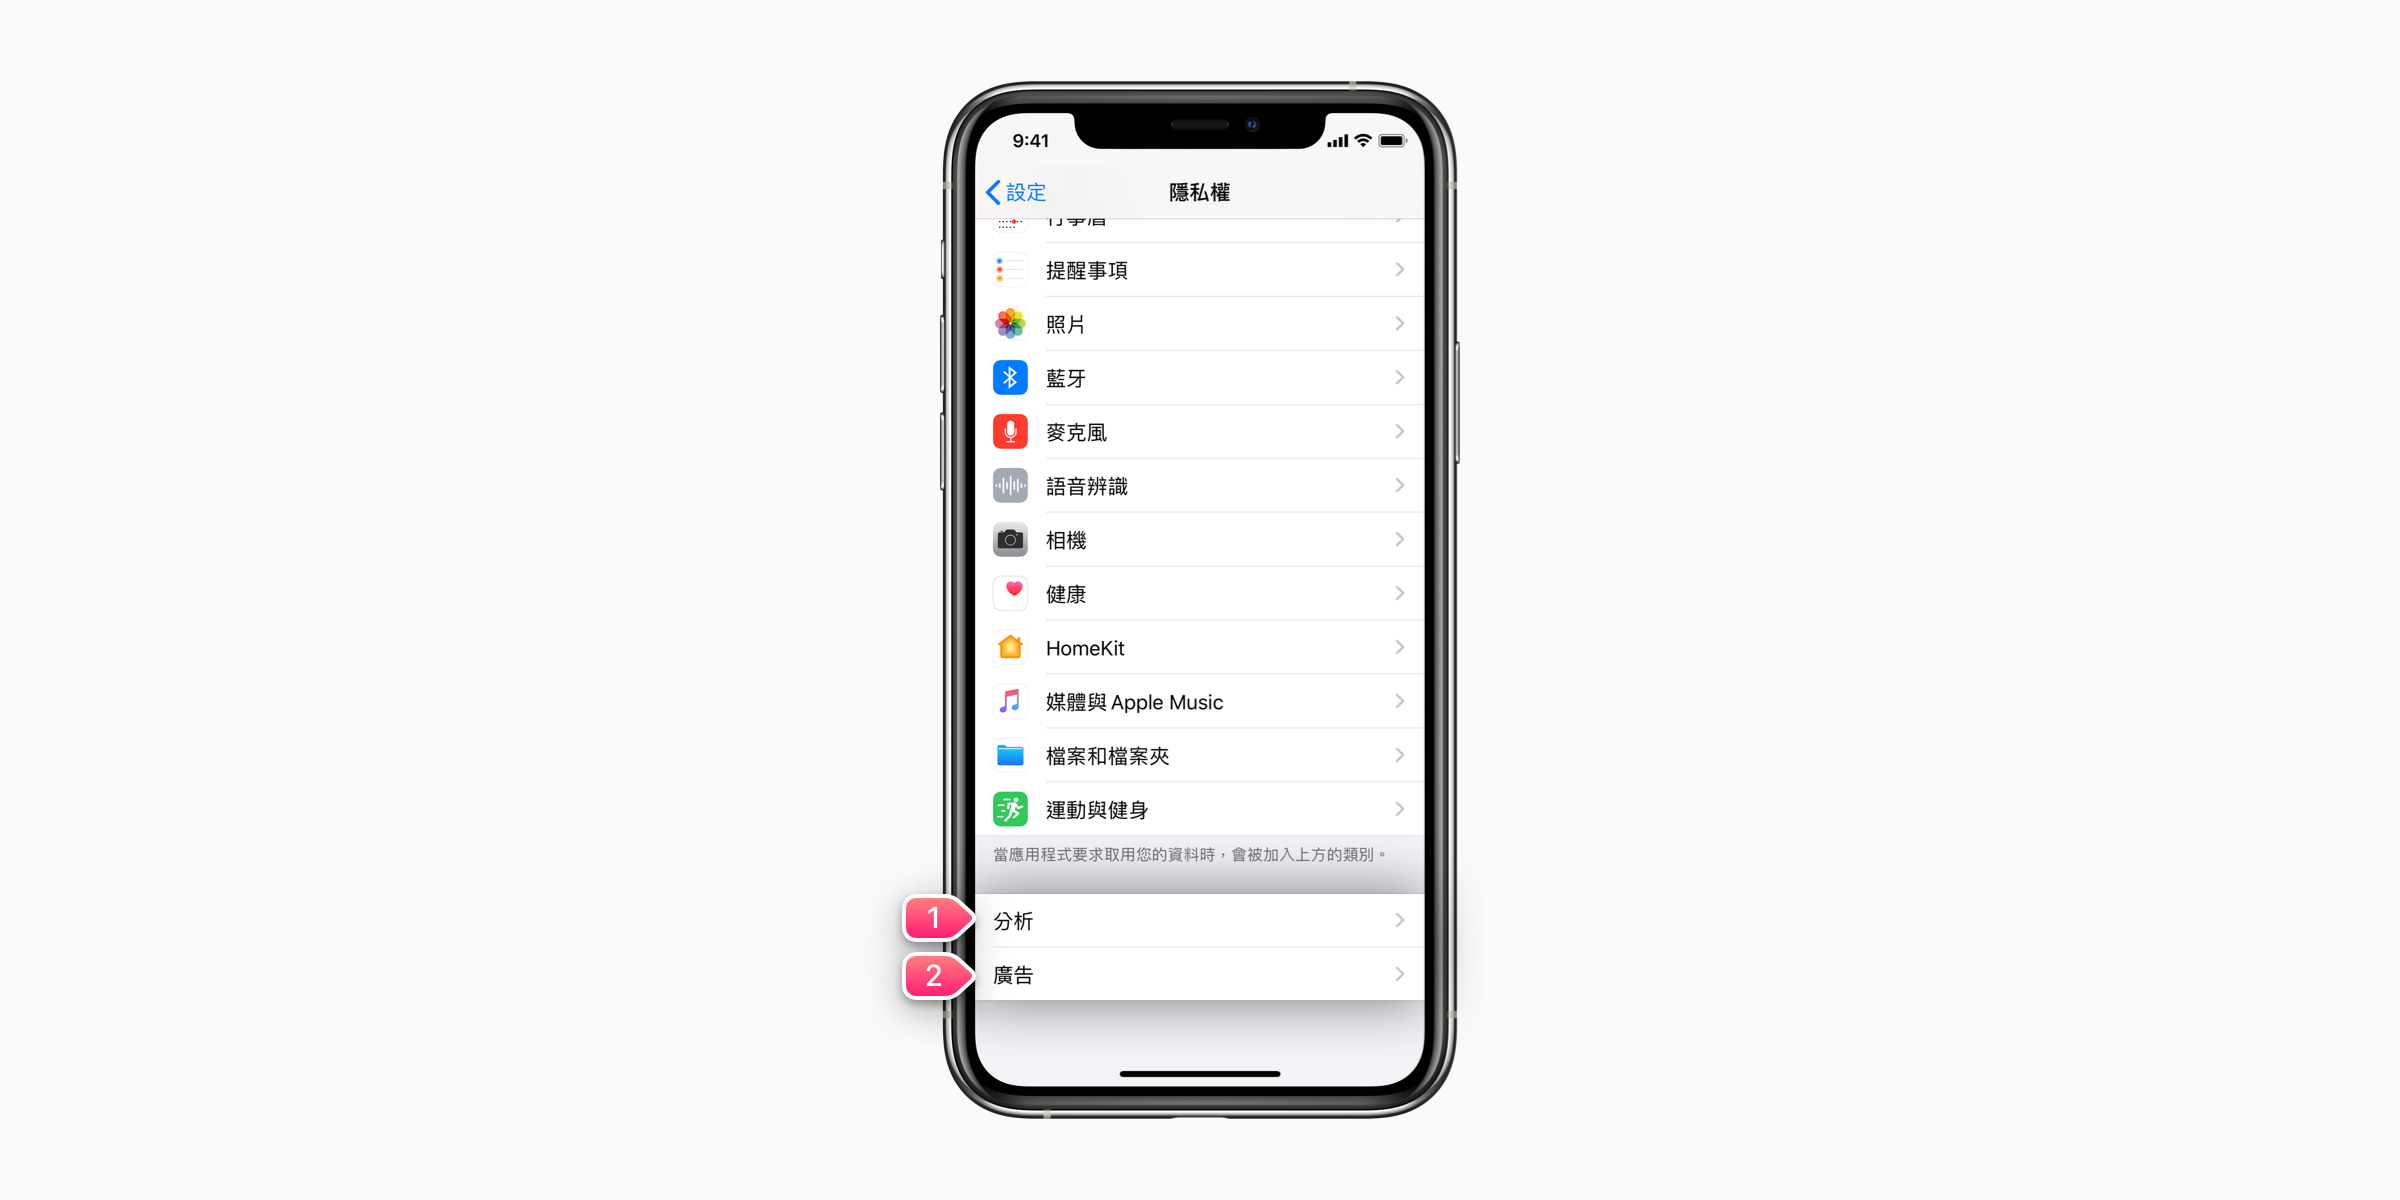 9:41
設定
隱私權
行事曆
提醒事項
照片
藍牙
麥克風
語音辨識
相機
健康
HomeKit
媒體與 Apple Music
檔案和檔案夾
運動與健身
當應用程式要求取用您的資料時，會被加入上方的類別。
1
分析
2
廣告